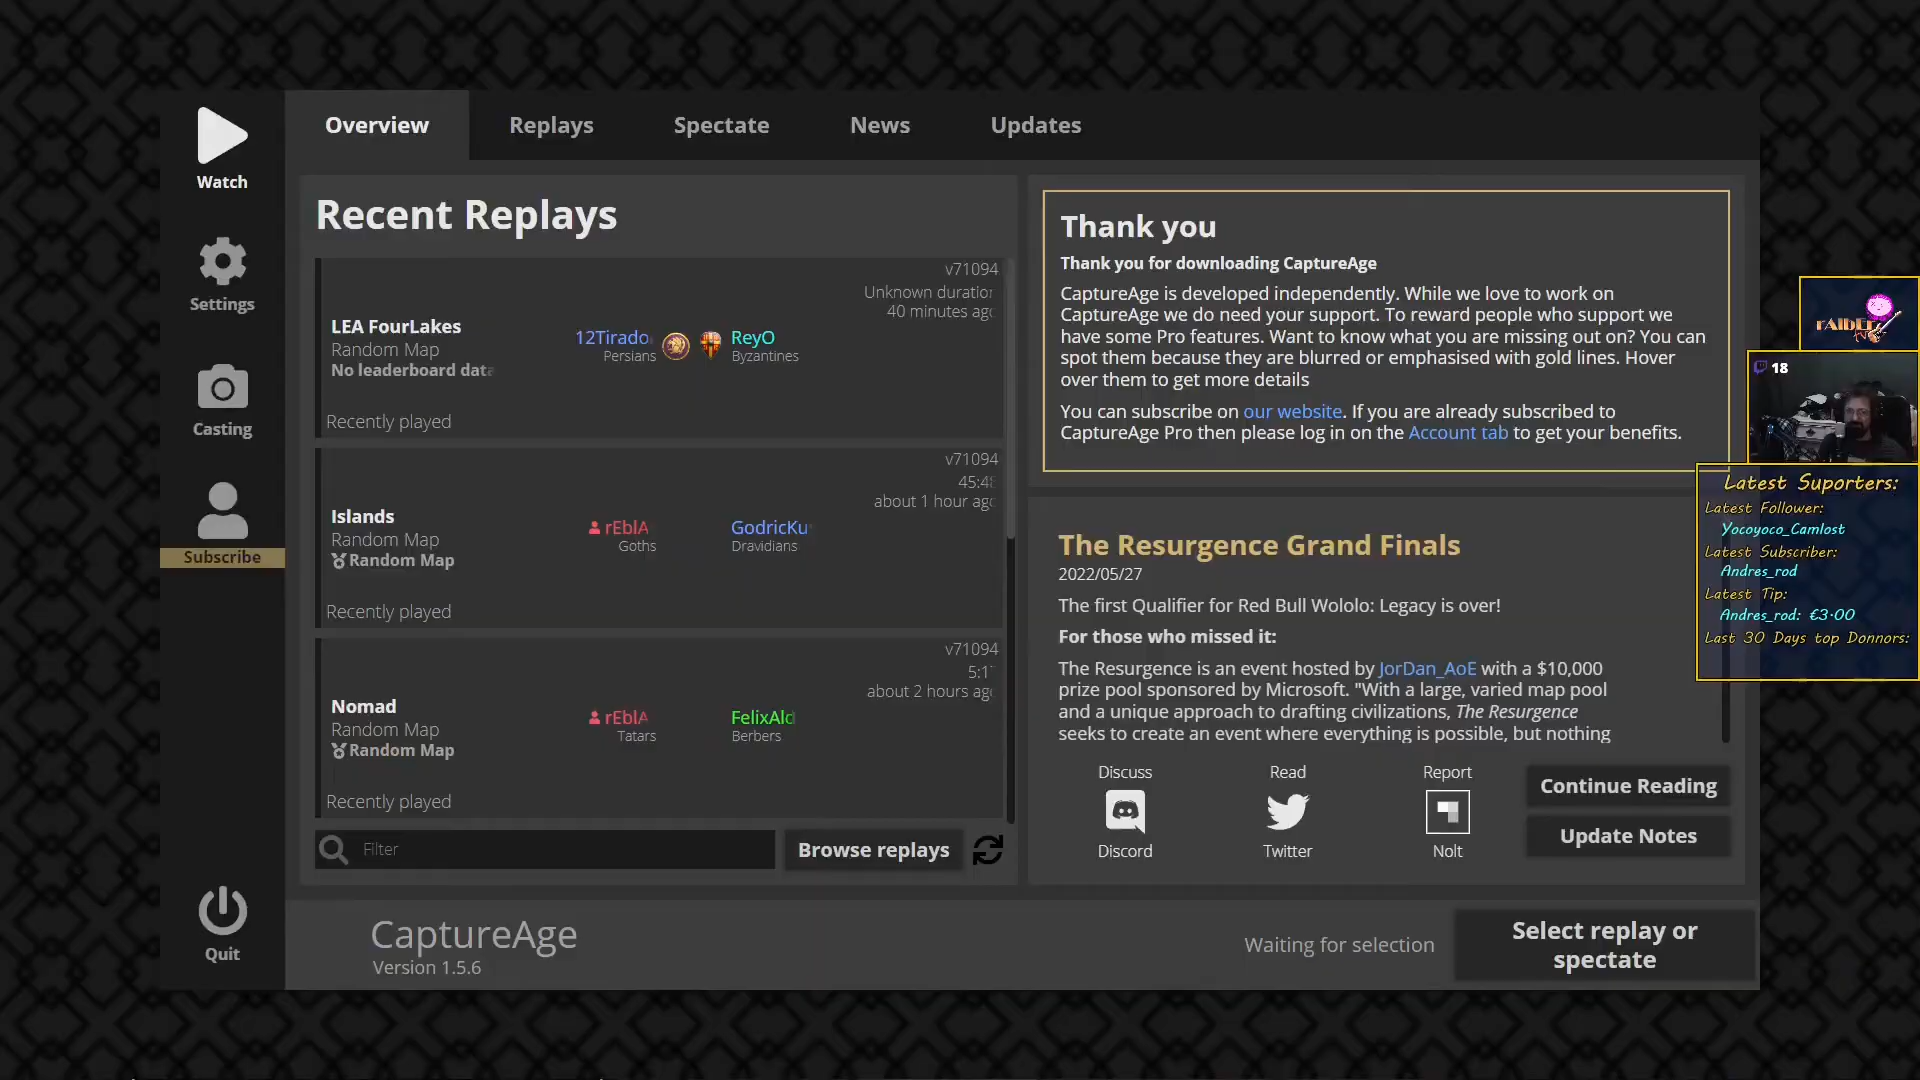 Overview
Replays
Spectate
News
Updates
Watch
Settings
Casting
Subscribe
Quit
Recent Replays
v71094
Unknown duration
40 minutes ago
LEA FourLakes
Random Map
No leaderboard data
12Tirado
Persians
ReyO
Byzantines
Recently played
v71094
45:48
about 1 hour ago
Islands
Random Map
Random Map
rEblA
Goths
GodricKu
Dravidians
Recently played
v71094
5:1
about 2 hours ago
Nomad
Random Map
Random Map
rEblA
Tatars
FelixAld
Berbers
Recently played
Filter
Browse replays
Thank you
Thank you for downloading CaptureAge
CaptureAge is developed independently. While we love to work on
CaptureAge we do need your support. To reward people who support we
have some Pro features. Want to know what you are missing out on? You can
spot them because they are blurred or emphasised with gold lines. Hover
over them to get more details
You can subscribe on our website. If you are already subscribed to
CaptureAge Pro then please log in on the Account tab to get your benefits.
The Resurgence Grand Finals
2022/05/27
The first Qualifier for Red Bull Wololo: Legacy is over!
For those who missed it:
The Resurgence is an event hosted by JorDan_AoE with a $10,000
prize pool sponsored by Microsoft. "With a large, varied map pool
and a unique approach to drafting civilizations, The Resurgence
seeks to create an event where everything is possible, but nothing
Discuss
Discord
Read
Twitter
Report
Nolt
Continue Reading
Update Notes
CaptureAge
Version 1.5.6
Waiting for selection
Select replay or
spectate
18
Latest Suporters:
Latest Follower:
Yocoyoco_Camlost
Latest Subscriber:
Andres_rod
Latest Tip:
Andres_rod: €3.00
Last 30 Days top Donnors: